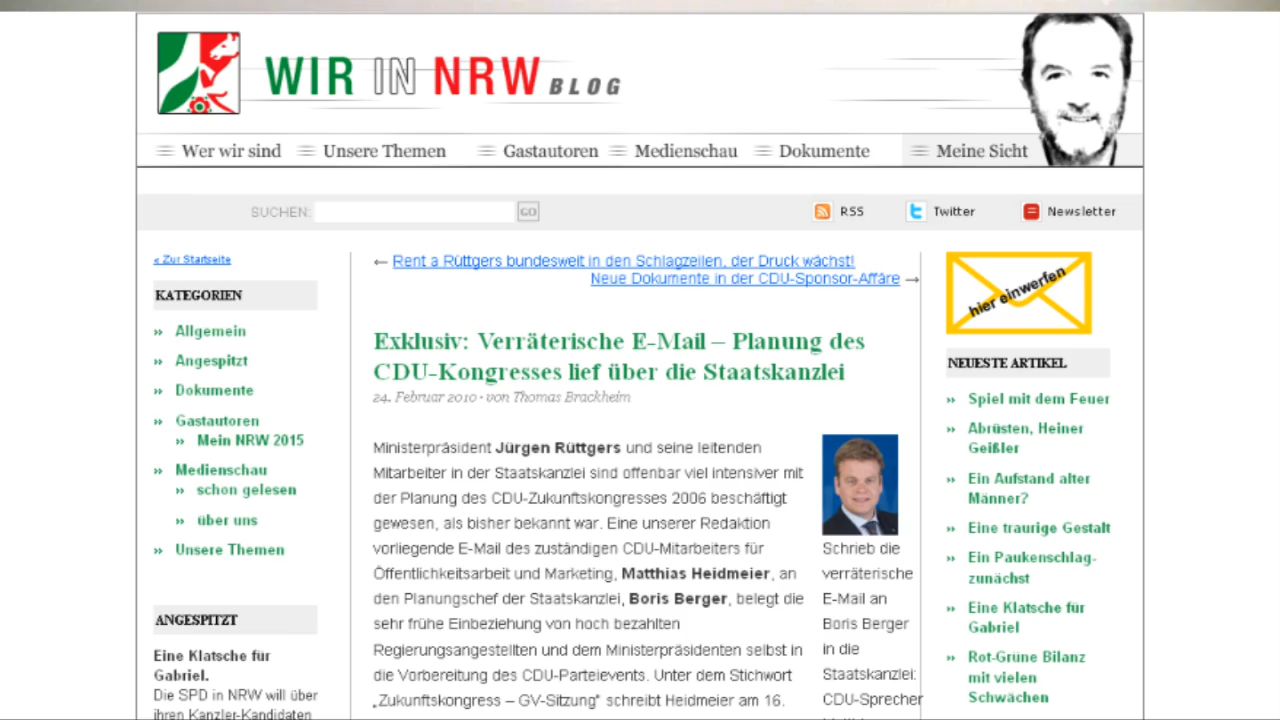 WIR IN NRW BLOG
Wer wir sind
Unsere Themen
Gastautoren
Medienschau
Dokumente
Meine Sicht
SUCHEN:
GO
RSS
Twitter
Newsletter
« Zur Startseite
KATEGORIEN
» Allgemein
» Angespitzt
» Dokumente
» Gastautoren
» Mein NRW 2015
» Medienschau
» schon gelesen
» über uns
» Unsere Themen
ANGESPITZT
Eine Klatsche für
Gabriel.
Die SPD in NRW will über
ihren Kanzler-Kandidaten
← Rent a Rüttgers bundesweit in den Schlagzeilen, der Druck wächst!
Neue Dokumente in der CDU-Sponsor-Affäre →
Exklusiv: Verräterische E-Mail – Planung des
CDU-Kongresses lief über die Staatskanzlei
24. Februar 2010 · von Thomas Brackheim
Ministerpräsident Jürgen Rüttgers und seine leitenden
Mitarbeiter in der Staatskanzlei sind offenbar viel intensiver mit
der Planung des CDU-Zukunftskongresses 2006 beschäftigt
gewesen, als bisher bekannt war. Eine unserer Redaktion
vorliegende E-Mail des zuständigen CDU-Mitarbeiters für
Öffentlichkeitsarbeit und Marketing, Matthias Heidmeier, an
den Planungschef der Staatskanzlei, Boris Berger, belegt die
sehr frühe Einbeziehung von hoch bezahlten
Regierungsangestellten und dem Ministerpräsidenten selbst in
die Vorbereitung des CDU-Parteievents. Unter dem Stichwort
„Zukunftskongress – GV-Sitzung“ schreibt Heidmeier am 16.
Schrieb die
verräterische
E-Mail an
Boris Berger
in die
Staatskanzlei:
CDU-Sprecher
hier einwerfen
NEUESTE ARTIKEL
» Spiel mit dem Feuer
» Abrüsten, Heiner
Geißler
» Ein Aufstand alter
Männer?
» Eine traurige Gestalt
» Ein Paukenschlag-
zunächst
» Eine Klatsche für
Gabriel
» Rot-Grüne Bilanz
mit vielen
Schwächen